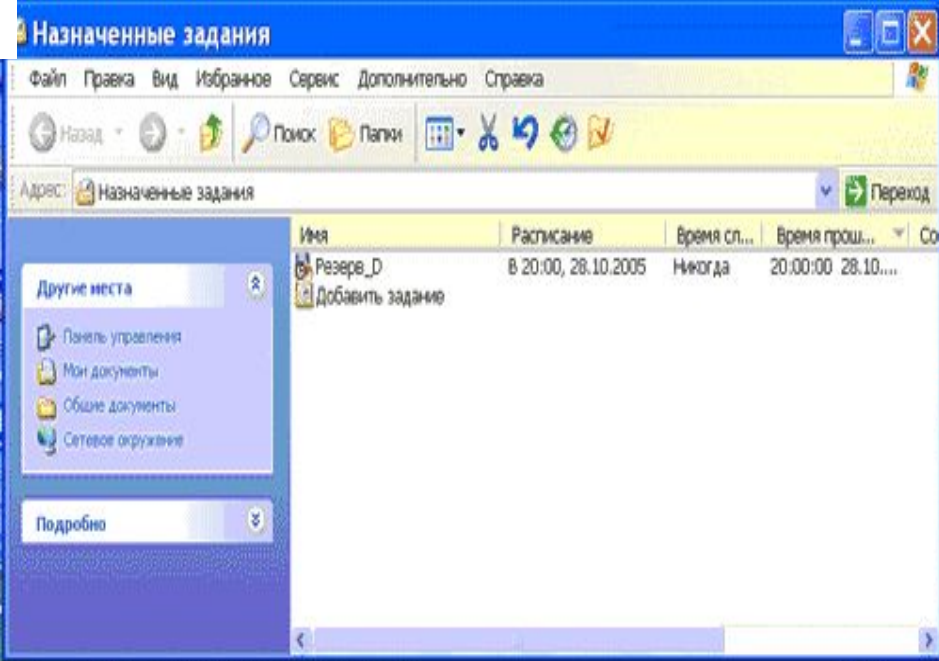 Назначенные задания
Файл Правка Вид Избранное Сервис Дополнительно Справка
Назад Поиск Папки
Адрес: Назначенные задания Переход
Имя Расписание Время сл... Время прош... Со
Резерв_D В 20:00, 28.10.2005 Никогда 20:00:00 28.10....
Добавить задание
Другие места
Панель управления
Мои документы
Общие документы
Сетевое окружение
Подробно